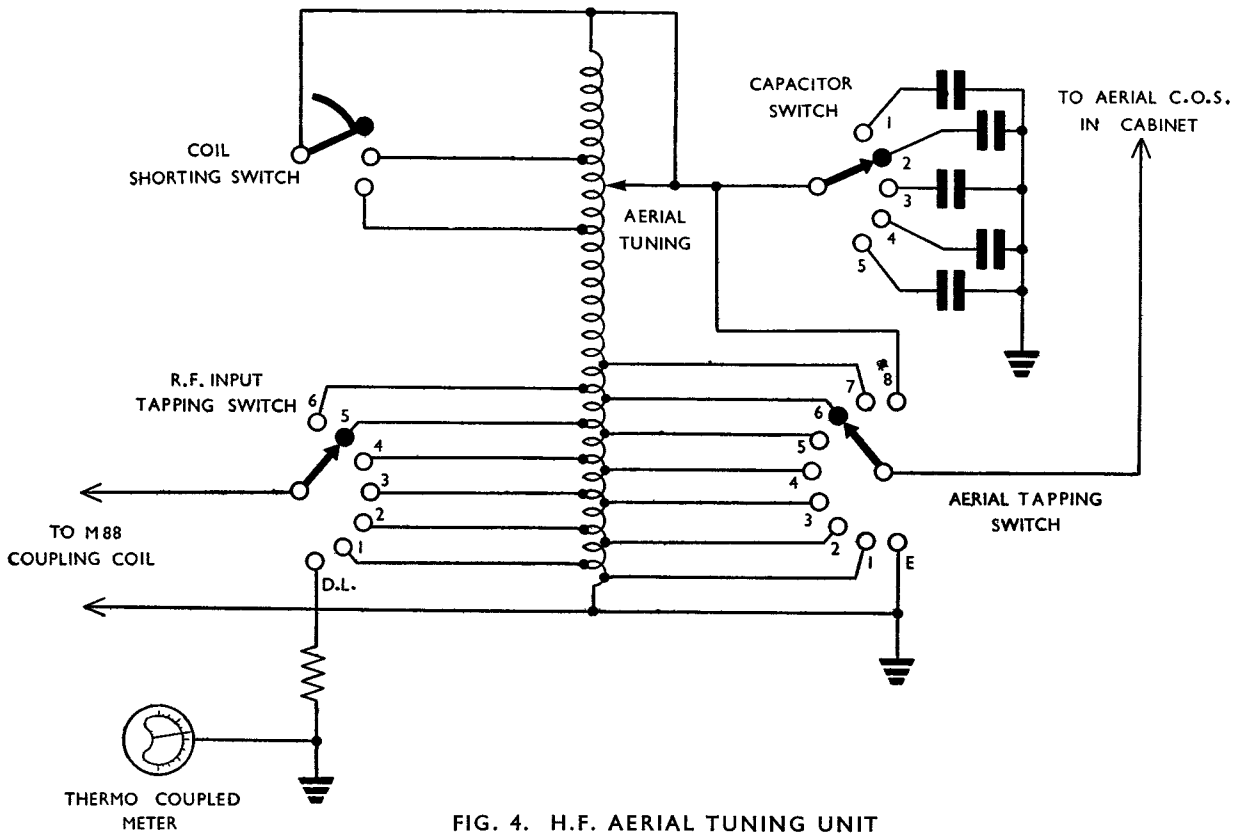 COIL
SHORTING SWITCH
AERIAL
TUNING
CAPACITOR
SWITCH
1
2
3
4
5
TO AERIAL C.O.S.
IN CABINET
R.F. INPUT
TAPPING SWITCH
6
5
4
3
2
1
D.L.
TO M88
COUPLING COIL
7
*8
6
5
4
3
2
1
E
AERIAL TAPPING
SWITCH
THERMO COUPLED
METER
FIG. 4. H.F. AERIAL TUNING UNIT